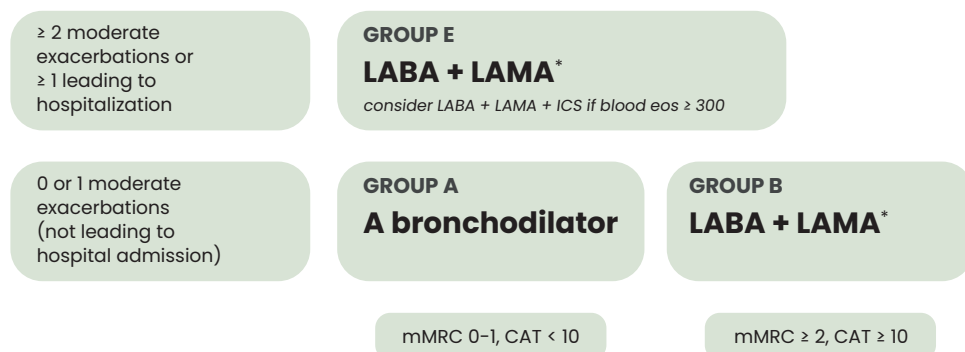 ≥ 2 moderate
exacerbations or
≥ 1 leading to
hospitalization
GROUP E
LABA + LAMA*
consider LABA + LAMA + ICS if blood eos ≥ 300
0 or 1 moderate
exacerbations
(not leading to
hospital admission)
GROUP A
A bronchodilator
GROUP B
LABA + LAMA*
mMRC 0-1, CAT < 10
mMRC ≥ 2, CAT ≥ 10